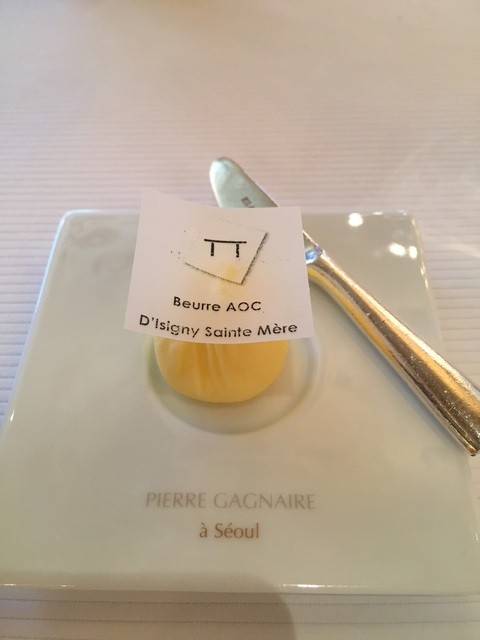 Beurre AOC
D'Isigny Sainte Mère
PIERRE GAGNAIRE
à Séoul